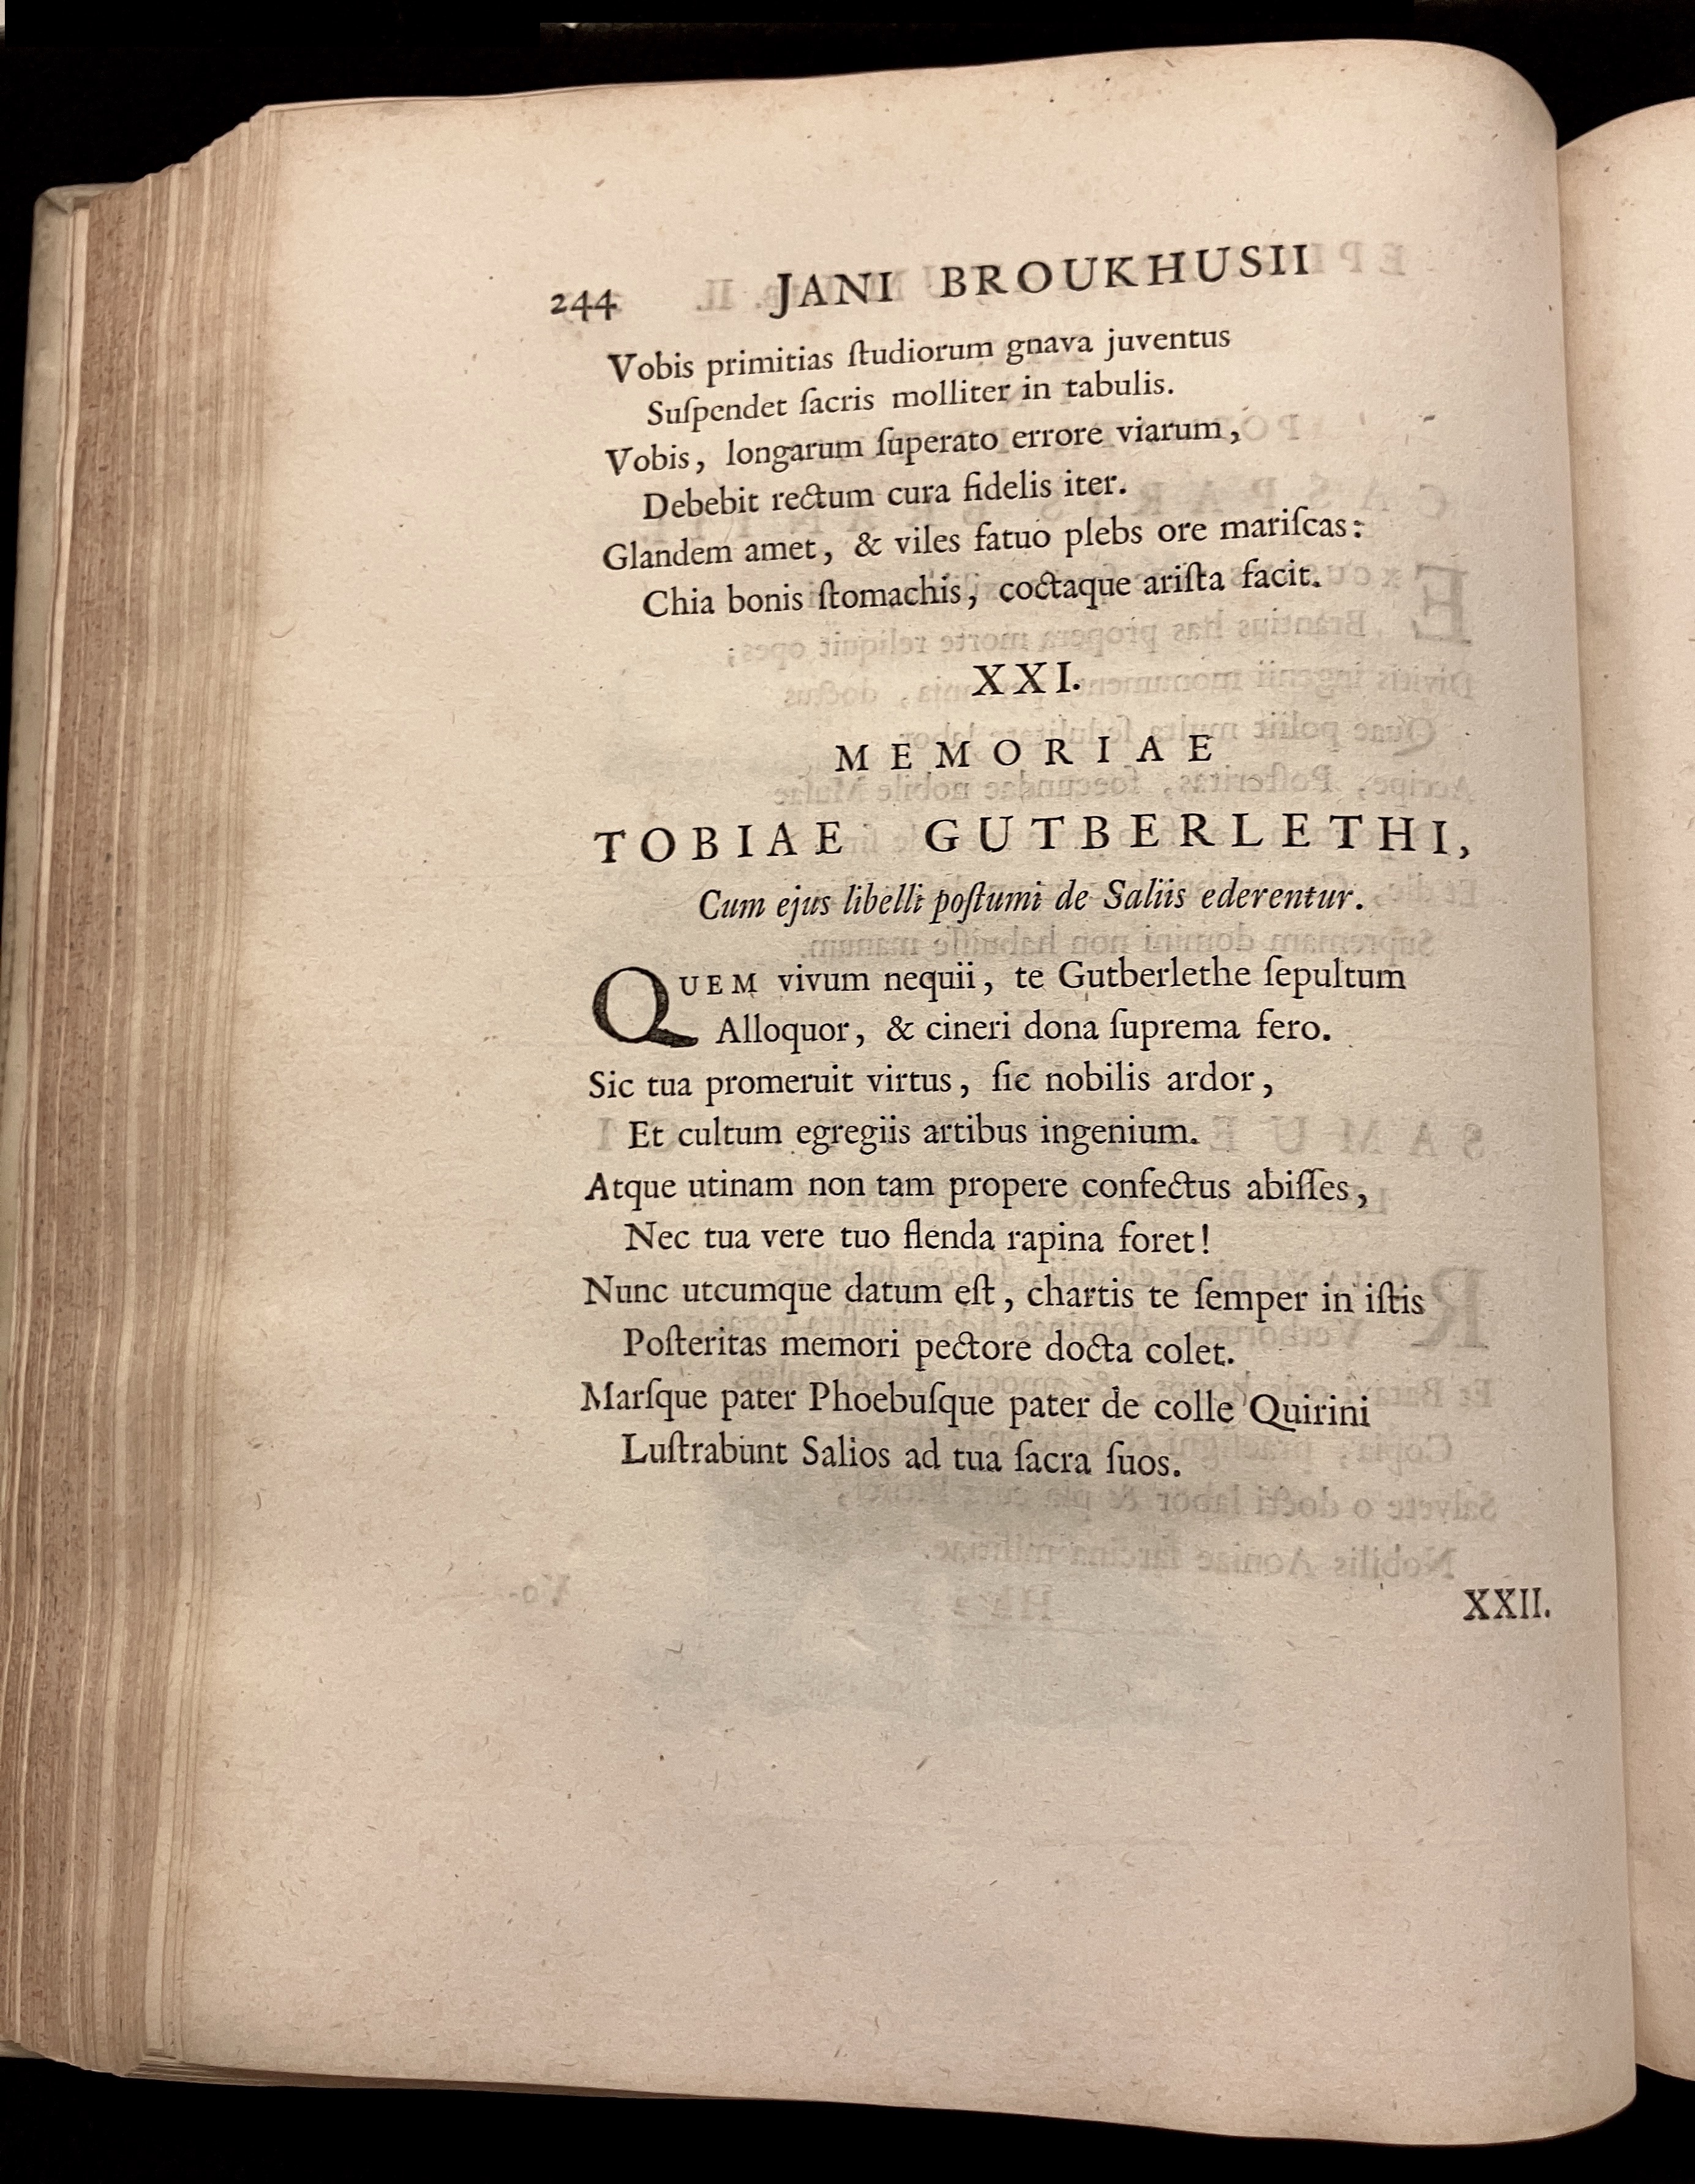 244 JANI BROUKHUSII
Vobis primitias ſtudiorum gnava juventus
Suſpendet ſacris molliter in tabulis.
Vobis, longarum ſuperato errore viarum,
Debebit rectum cura fidelis iter.
Glandem amet, & viles fatuo plebs ore mariſcas:
Chia bonis ſtomachis, coctaque ariſta facit.
XXI.
MEMORIAE
TOBIAE GUTBERLETHI,
Cum ejus libelli poſtumi de Saliis ederentur.
QUEM vivum nequii, te Gutberlethe ſepultum
Alloquor, & cineri dona ſuprema fero.
Sic tua promeruit virtus, ſic nobilis ardor,
Et cultum egregiis artibus ingenium.
Atque utinam non tam propere confectus abiſſes,
Nec tua vere tuo flenda rapina foret!
Nunc utcumque datum eſt, chartis te ſemper in iſtis
Poſteritas memori pectore docta colet.
Marſque pater Phoebuſque pater de colle Quirini
Luſtrabunt Salios ad tua ſacra ſuos.
XXII.